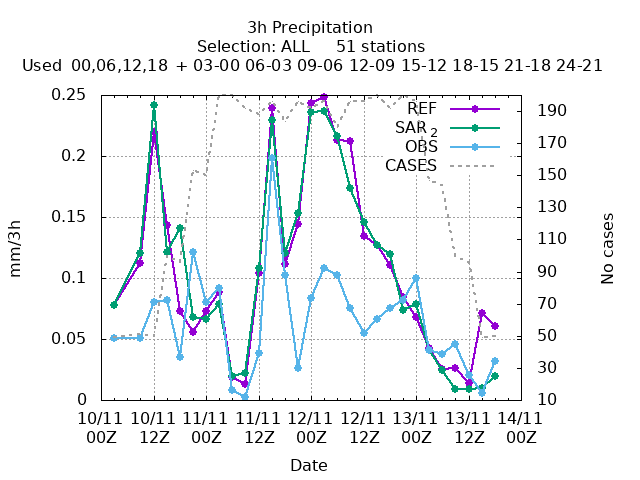 3h Precipitation
Selection: ALL 51 stations
Used 00,06,12,18 + 03-00 06-03 09-06 12-09 15-12 18-15 21-18 24-21
0.25
0.2
0.15
0.1
0.05
0
mm/3h
190
170
150
130
110
90
70
50
30
10
No cases
REF
SAR 2
OBS
CASES
10/11 10/11 11/11 11/11 12/11 12/11 13/11 13/11 14/11
00Z 12Z 00Z 12Z 00Z 12Z 00Z 12Z 00Z
Date